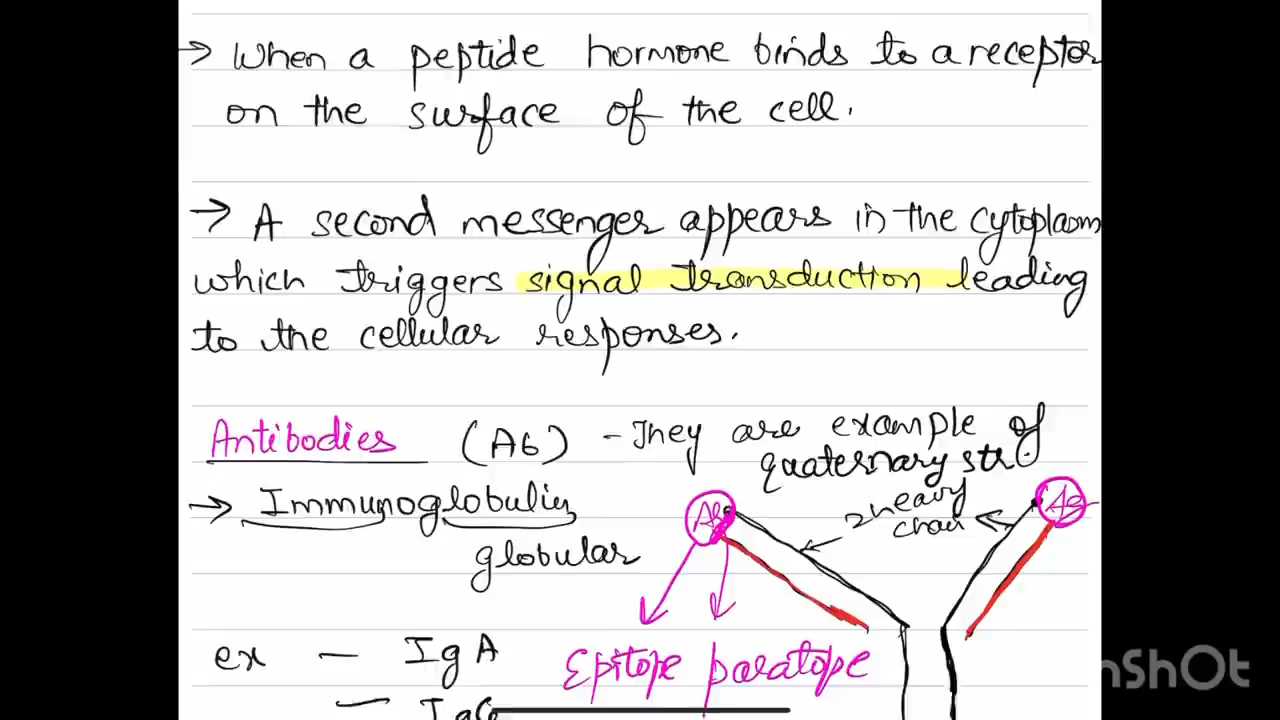 → When a peptide hormone binds to a receptor
on the surface of the cell.
→ A second messenger appears in the cytoplasm
which triggers signal transduction leading
to the cellular responses.
Antibodies (Ab) - They are example of
quaternary str.
→ Immunoglobulin
globular
2 heavy
chain
Ag
Ag
Epitope paratope
ex — IgA
— IgG
nShOt